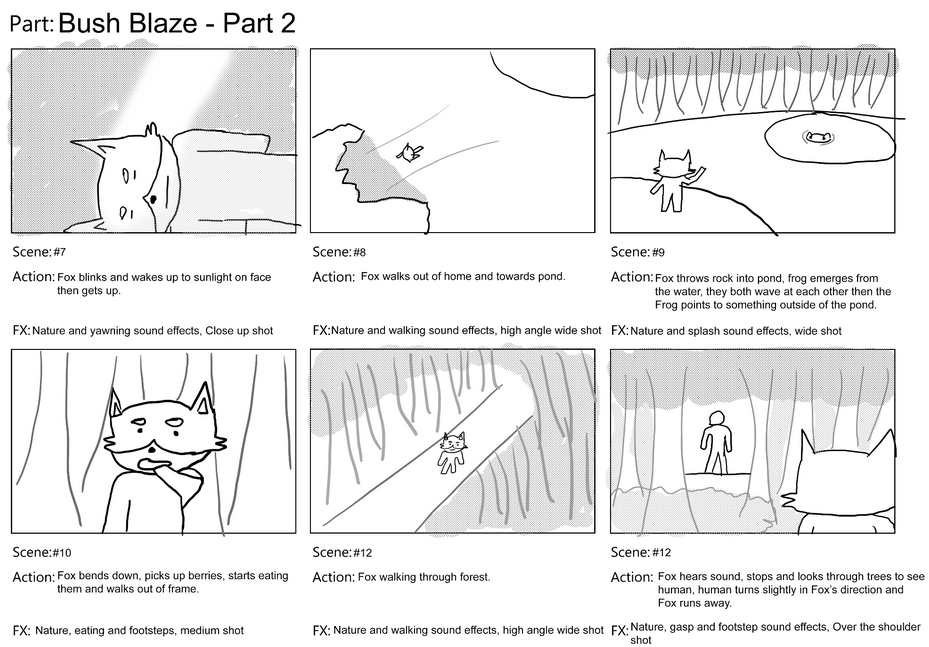 Part: Bush Blaze - Part 2
Scene: #7
Action: Fox blinks and wakes up to sunlight on face
then gets up.
FX: Nature and yawning sound effects, Close up shot
Scene: #8
Action: Fox walks out of home and towards pond.
FX: Nature and walking sound effects, high angle wide shot
Scene: #9
Action: Fox throws rock into pond, frog emerges from
the water, they both wave at each other then the
Frog points to something outside of the pond.
FX: Nature and splash sound effects, wide shot
Scene: #10
Action: Fox bends down, picks up berries, starts eating
them and walks out of frame.
FX: Nature, eating and footsteps, medium shot
Scene: #12
Action: Fox walking through forest.
FX: Nature and walking sound effects, high angle wide shot
Scene: #12
Action: Fox hears sound, stops and looks through trees to see
human, human turns slightly in Fox's direction and
Fox runs away.
FX: Nature, gasp and footstep sound effects, Over the shoulder
shot